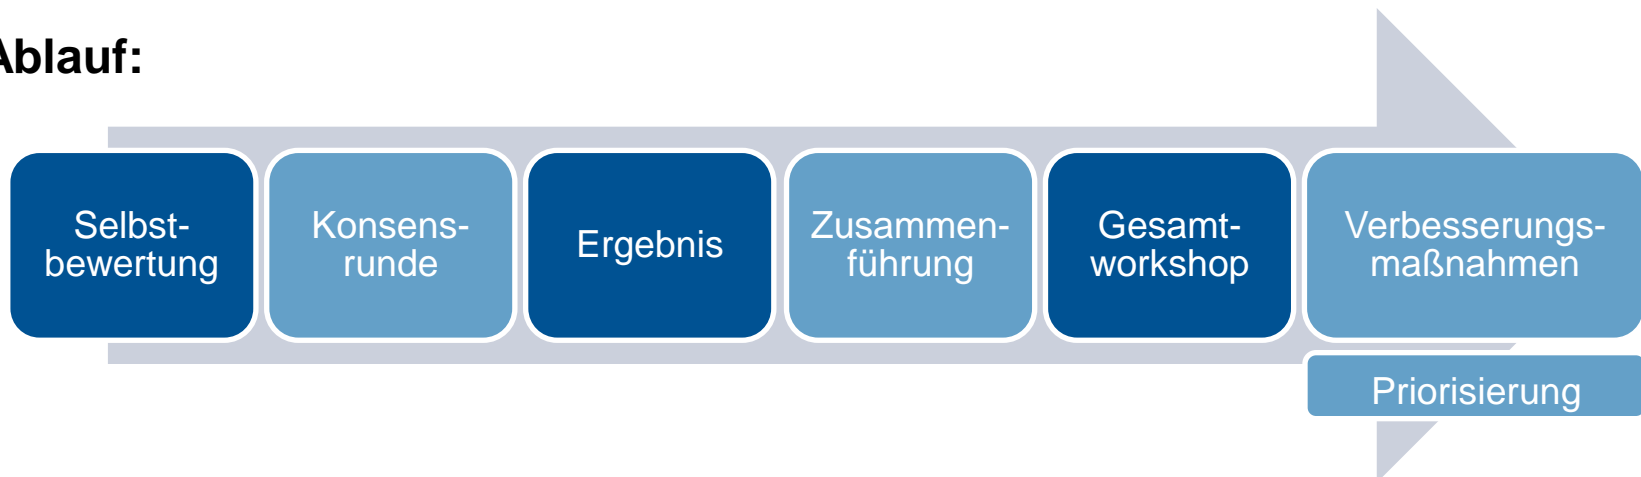 Ablauf:
Selbst-
bewertung
Konsens-
runde
Ergebnis
Zusammen-
führung
Gesamt-
workshop
Verbesserungs-
maßnahmen
Priorisierung